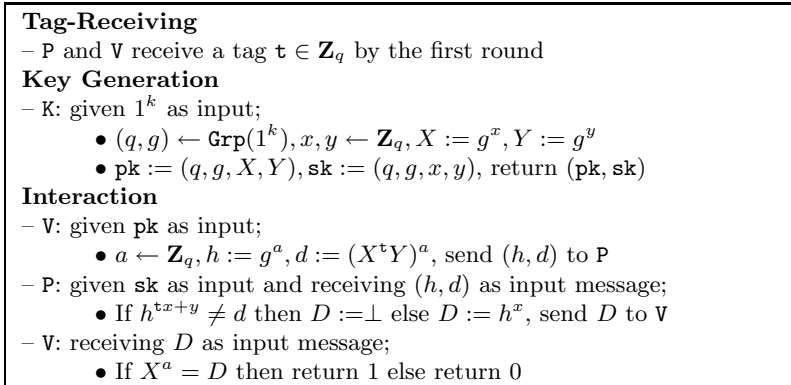 Tag-Receiving
– P and V receive a tag t ∈ Z_q by the first round
Key Generation
– K: given 1^k as input;
• (q, g) ← Grp(1^k), x, y ← Z_q, X := g^x, Y := g^y
• pk := (q, g, X, Y), sk := (q, g, x, y), return (pk, sk)
Interaction
– V: given pk as input;
• a ← Z_q, h := g^a, d := (X^tY)^a, send (h, d) to P
– P: given sk as input and receiving (h, d) as input message;
• If h^{tx+y} ≠ d then D :=⊥ else D := h^x, send D to V
– V: receiving D as input message;
• If X^a = D then return 1 else return 0